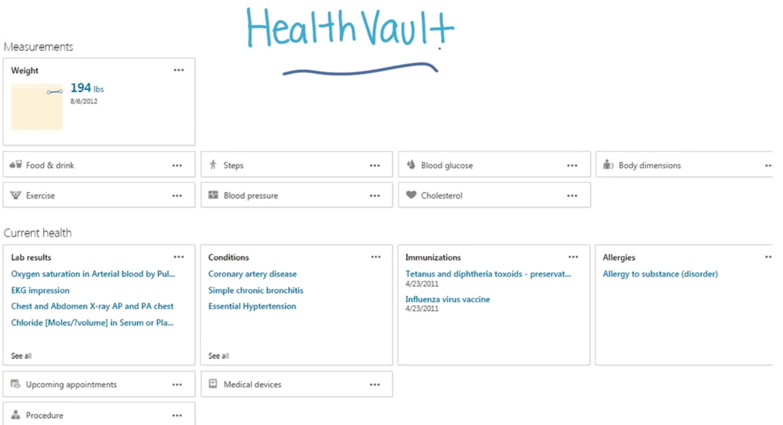 HealthVault
Measurements
Weight
194 lbs
8/6/2012
Food & drink
Steps
Blood glucose
Body dimensions
Exercise
Blood pressure
Cholesterol
Current health
Lab results
Oxygen saturation in Arterial blood by Pul...
EKG impression
Chest and Abdomen X-ray AP and PA chest
Chloride [Moles/?volume] in Serum or Pla...
See all
Conditions
Coronary artery disease
Simple chronic bronchitis
Essential Hyptertension
See all
Immunizations
Tetanus and diphtheria toxoids - preservat...
4/23/2011
Influenza virus vaccine
4/23/2011
Allergies
Allergy to substance (disorder)
Upcoming appointments
Medical devices
Procedure